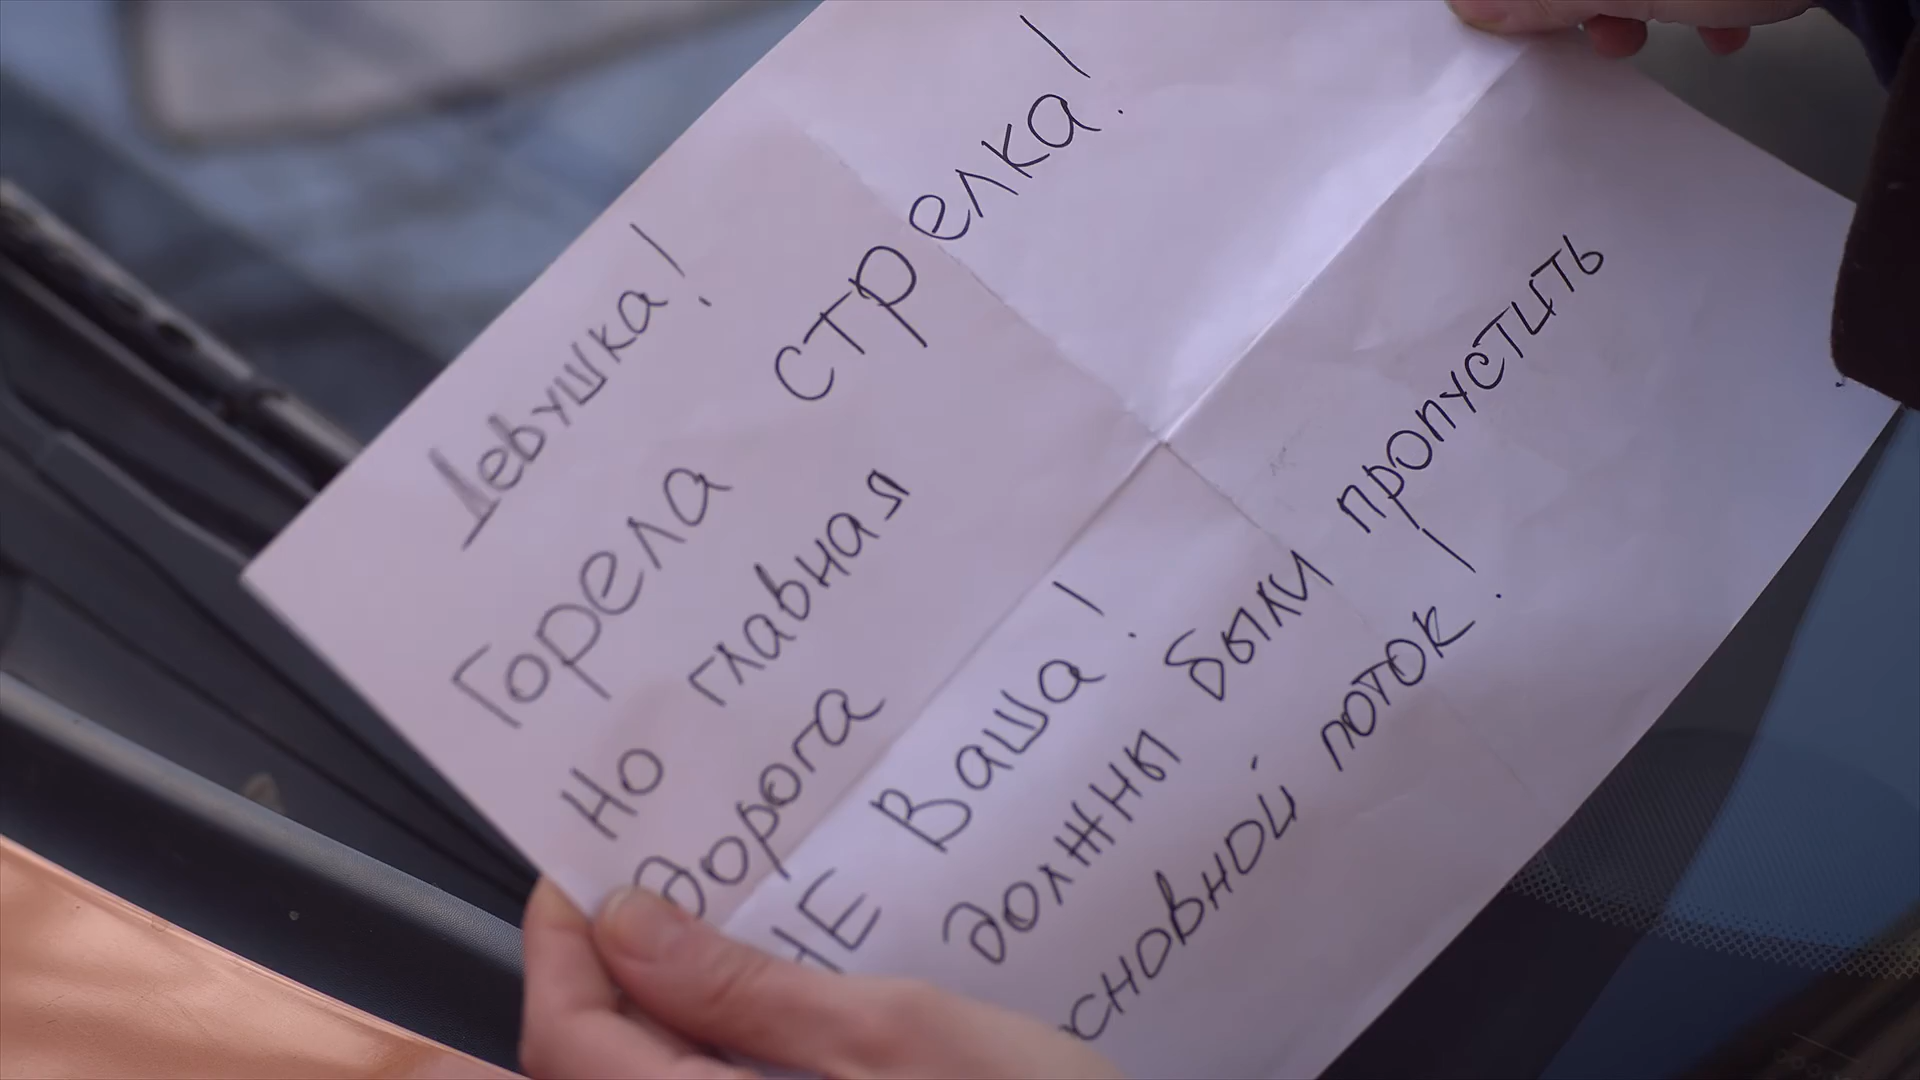 Девушка!
Горела стрелка!
Но главная
дорога
НЕ Ваша!
должны были пропустить
основной поток!